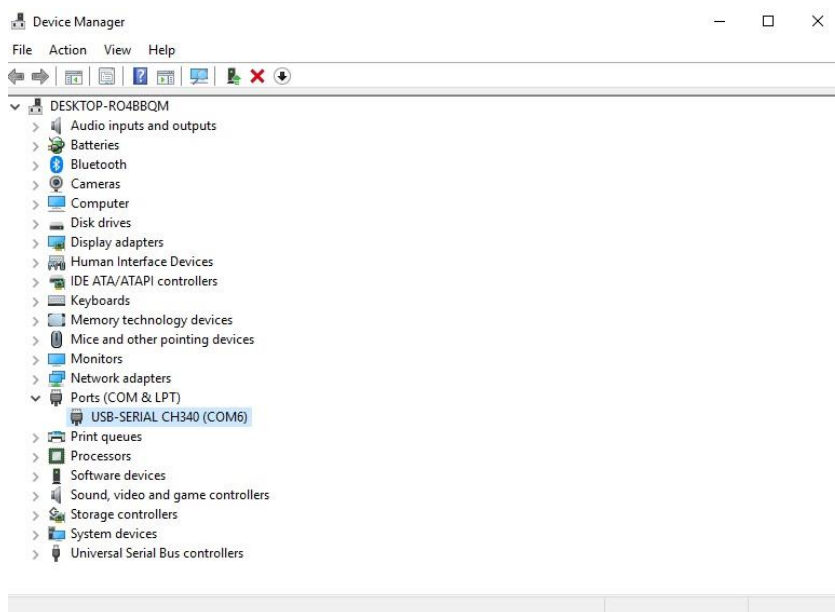 Device Manager
File Action View Help
DESKTOP-RO4BBQM
Audio inputs and outputs
Batteries
Bluetooth
Cameras
Computer
Disk drives
Display adapters
Human Interface Devices
IDE ATA/ATAPI controllers
Keyboards
Memory technology devices
Mice and other pointing devices
Monitors
Network adapters
Ports (COM & LPT)
USB-SERIAL CH340 (COM6)
Print queues
Processors
Software devices
Sound, video and game controllers
Storage controllers
System devices
Universal Serial Bus controllers